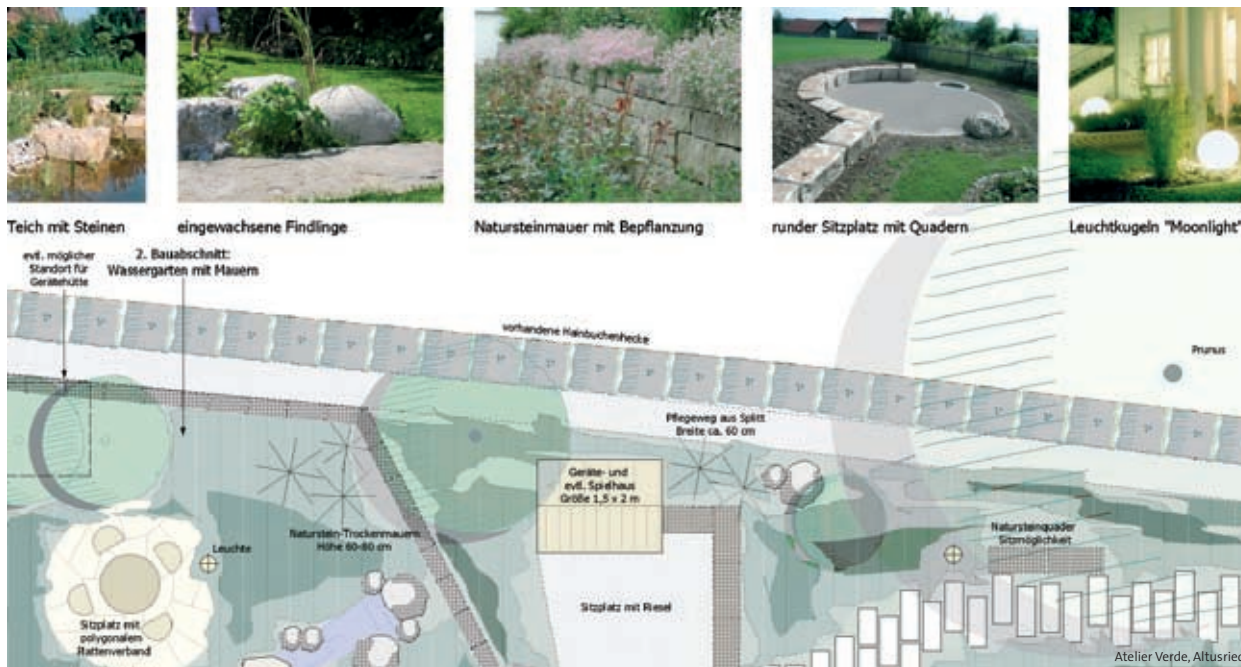 Teich mit Steinen
eingewachsene Findlinge
Natursteinmauer mit Bepflanzung
runder Sitzplatz mit Quadern
Leuchtkugeln "Moonlight"
evtl. möglicher
Standort für
Gerätehütte
2. Bauabschnitt:
Wassergarten mit Mauern
vorhandene Hainbuchenhecke
Prunus
Pflegeweg aus Splitt
Breite ca. 60 cm
Geräte- und
evtl. Spielhaus
Größe 1,5 x 2 m
Naturstein-Trockenmauern
Höhe 60-80 cm
Leuchte
Natursteinquader
Sitzmöglichkeit
Sitzplatz mit Riesel
Sitzplatz mit
polygonalem
Plattenverband
Atelier Verde, Altusried